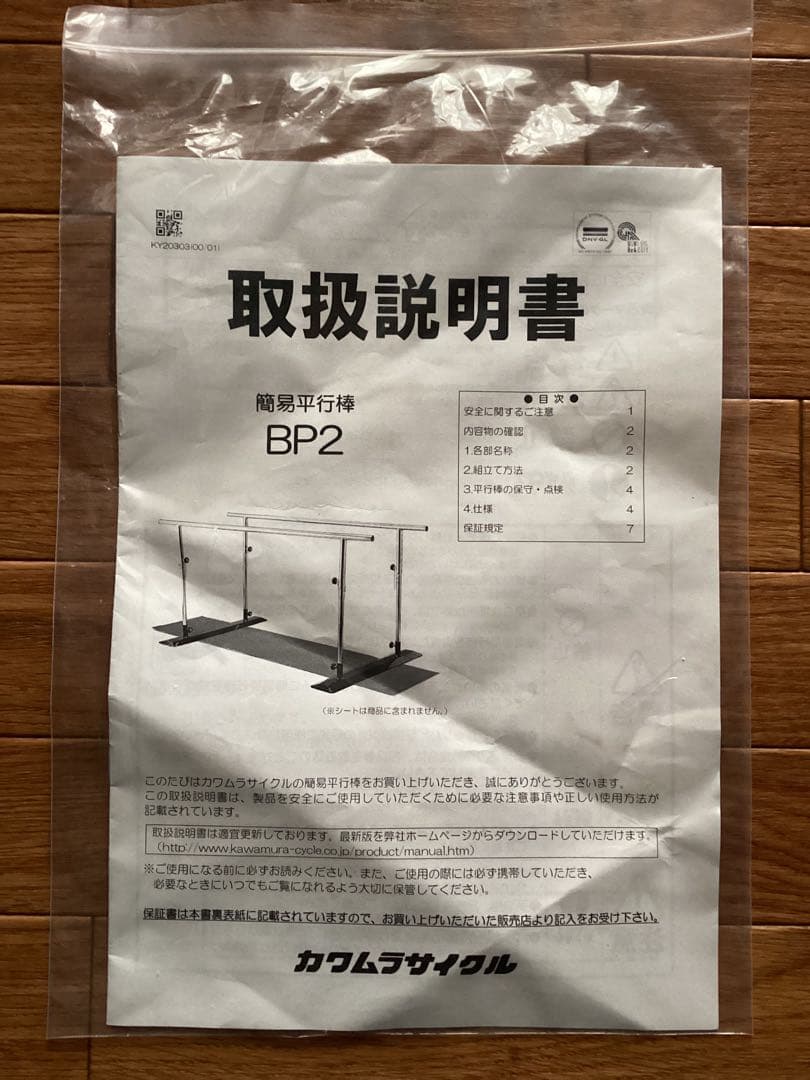 KY20303(00/01)
DNV·GL
取扱説明書
簡易平行棒
BP2
● 目 次 ●
安全に関するご注意 1
内容物の確認 2
1.各部名称 2
2.組立て方法 2
3.平行棒の保守・点検 4
4.仕様 4
保証規定 7
(※シートは商品に含まれません。)
このたびはカワムラサイクルの簡易平行棒をお買い上げいただき、誠にありがとうございます。
この取扱説明書は、製品を安全にご使用していただくために必要な注意事項や正しい使用方法が
記載されています。
取扱説明書は適宜更新しております。最新版を弊社ホームページからダウンロードしていただけます。
(http://www.kawamura-cycle.co.jp/product/manual.htm)
※ご使用になる前に必ずお読みください、また、ご使用の際には必ず携帯していただき、
必要なときにいつでもご覧になれるよう大切に保管してください。
保証書は本書裏表紙に記載されていますので、お買い上げいただいた販売店より記入をお受け下さい。
カワムラサイクル